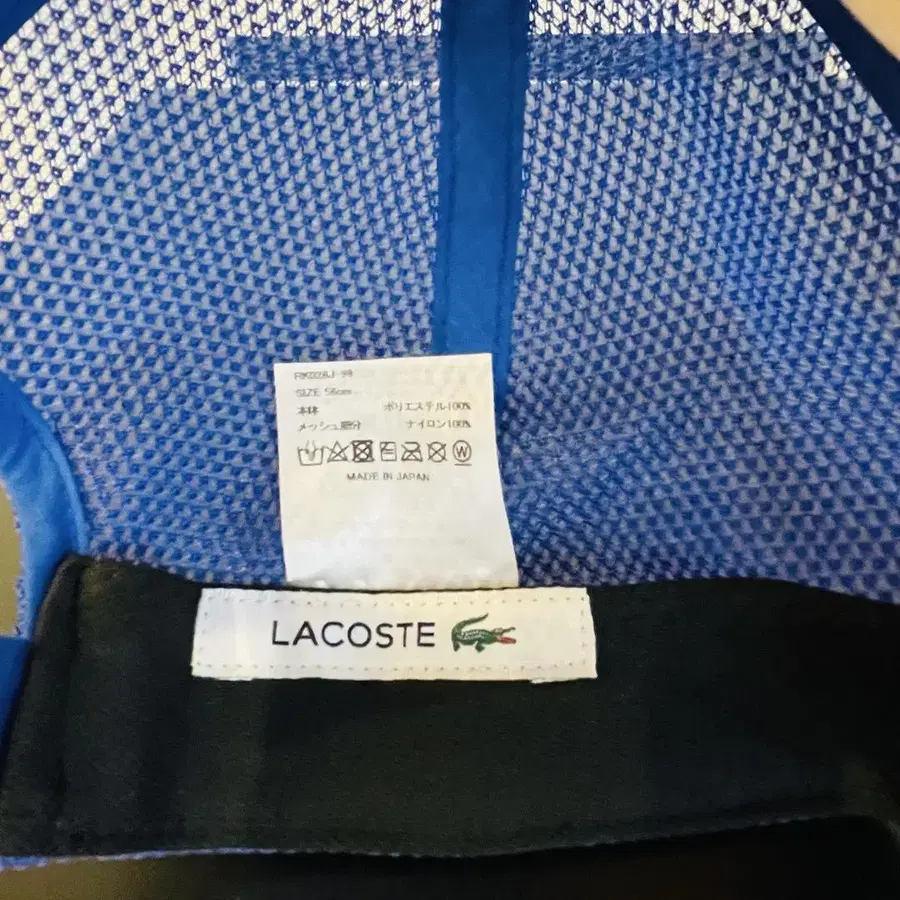 SIZE 56cm
本体 ポリエステル100%
メッシュ部分 ナイロン100%
W
MADE IN JAPAN
LACOSTE